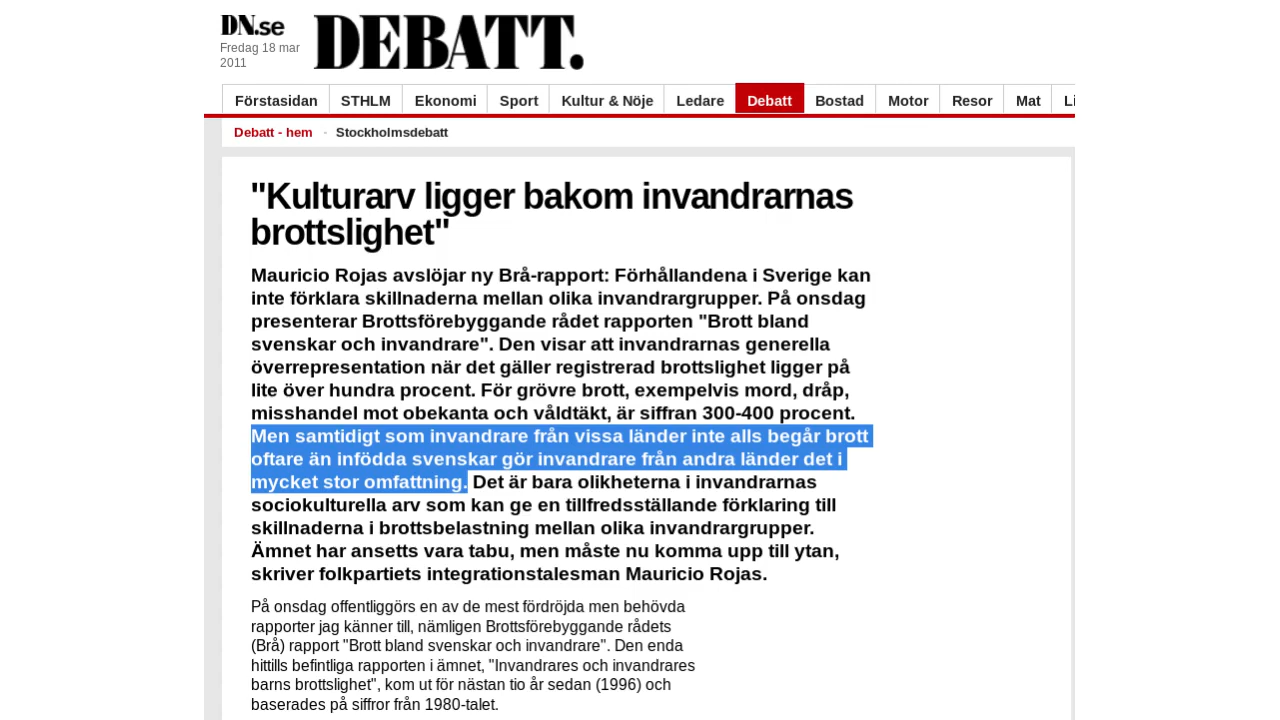 DN.se
Fredag 18 mar
2011
DEBATT.
Förstasidan STHLM Ekonomi Sport Kultur & Nöje Ledare Debatt Bostad Motor Resor Mat Li
Debatt - hem - Stockholmsdebatt
"Kulturarv ligger bakom invandrarnas
brottslighet"
Mauricio Rojas avslöjar ny Brå-rapport: Förhållandena i Sverige kan
inte förklara skillnaderna mellan olika invandrargrupper. På onsdag
presenterar Brottsförebyggande rådet rapporten "Brott bland
svenskar och invandrare". Den visar att invandrarnas generella
överrepresentation när det gäller registrerad brottslighet ligger på
lite över hundra procent. För grövre brott, exempelvis mord, dråp,
misshandel mot obekanta och våldtäkt, är siffran 300-400 procent.
Men samtidigt som invandrare från vissa länder inte alls begår brott
oftare än infödda svenskar gör invandrare från andra länder det i
mycket stor omfattning. Det är bara olikheterna i invandrarnas
sociokulturella arv som kan ge en tillfredsställande förklaring till
skillnaderna i brottsbelastning mellan olika invandrargrupper.
Ämnet har ansetts vara tabu, men måste nu komma upp till ytan,
skriver folkpartiets integrationstalesman Mauricio Rojas.
På onsdag offentliggörs en av de mest fördröjda men behövda
rapporter jag känner till, nämligen Brottsförebyggande rådets
(Brå) rapport "Brott bland svenskar och invandrare". Den enda
hittills befintliga rapporten i ämnet, "Invandrares och invandrares
barns brottslighet", kom ut för nästan tio år sedan (1996) och
baserades på siffror från 1980-talet.